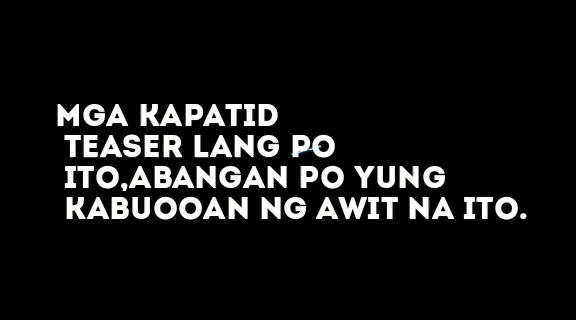 MGA KAPATID
TEASER LANG PO
ITO,ABANGAN PO YUNG
KABUOOAN NG AWIT NA ITO.